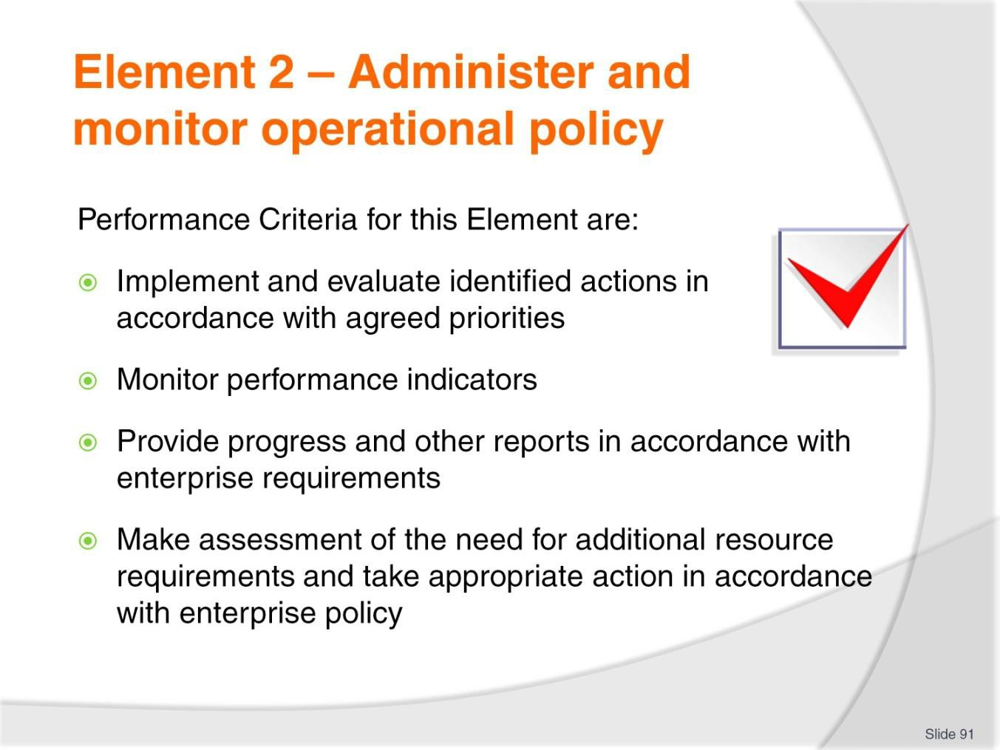 Element 2 – Administer and
monitor operational policy
Performance Criteria for this Element are:
Implement and evaluate identified actions in
accordance with agreed priorities
Monitor performance indicators
Provide progress and other reports in accordance with
enterprise requirements
Make assessment of the need for additional resource
requirements and take appropriate action in accordance
with enterprise policy
Slide 91